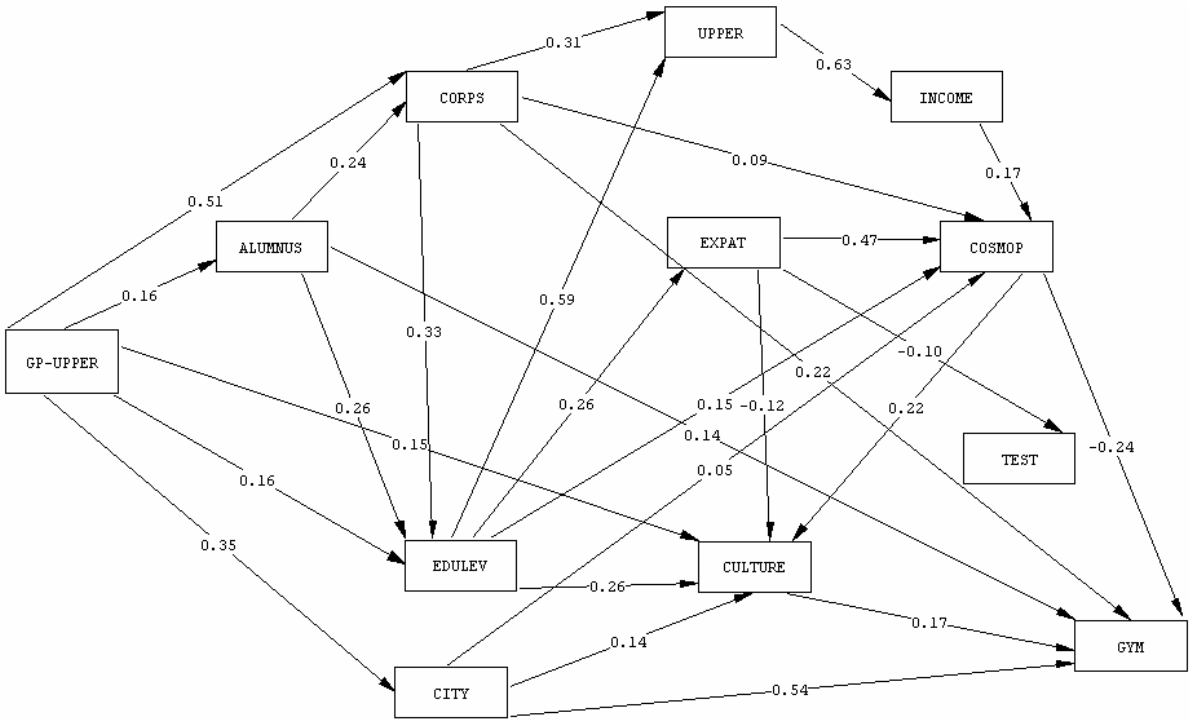 UPPER
0.31
0.63
CORPS
INCOME
0.09
0.24
0.17
0.51
ALUMNUS
EXPAT
0.47
COSMOP
0.16
0.59
0.33
-0.10
GP-UPPER
0.22
0.26
0.26
0.15
-0.12
0.22
0.15
0.14
-0.24
0.05
TEST
0.16
0.35
EDULEV
CULTURE
0.26
0.17
0.14
GYM
CITY
0.54